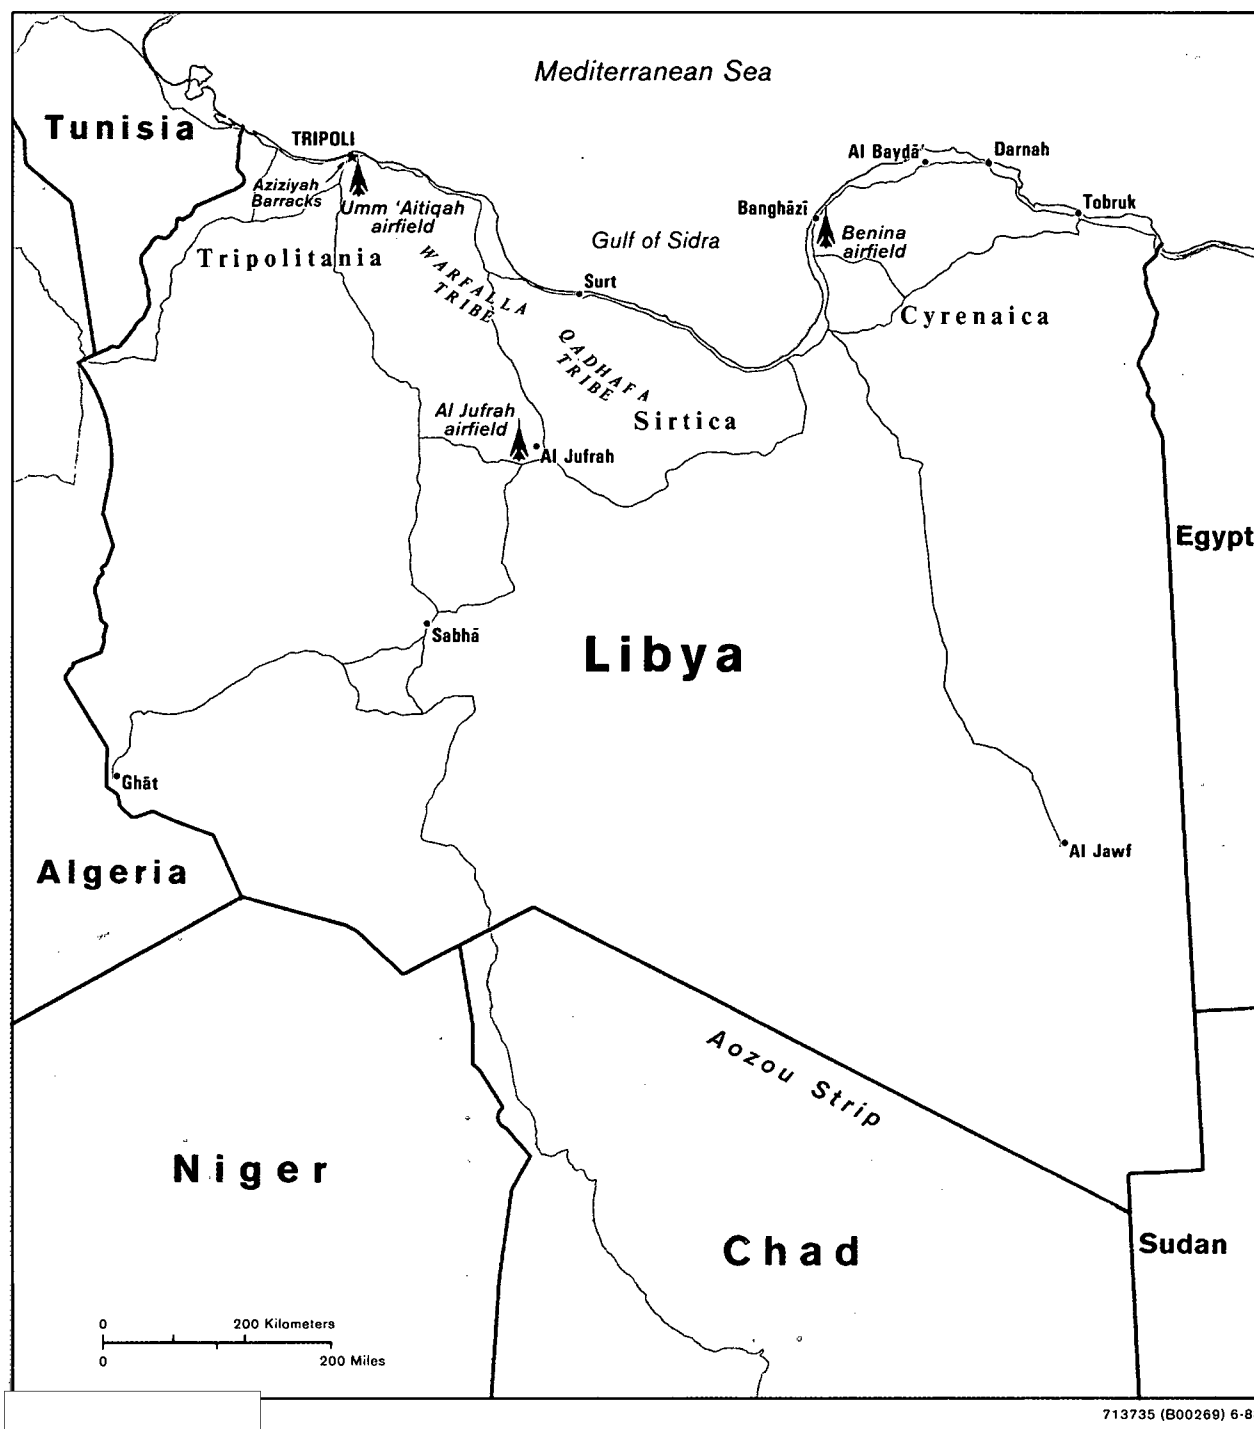 Mediterranean Sea
Tunisia
TRIPOLI
Al Bayḍā'
Darnah
Aziziyah
Barracks
Umm 'Aitiqah
airfield
Banghāzī
Tobruk
Gulf of Sidra
Benina
airfield
Tripolitania
WARFALLA
TRIBE
Surt
Cyrenaica
QADHAFA
TRIBE
Al Jufrah
airfield
Sirtica
Al Jufrah
Egypt
Sabhā
Libya
Ghāt
Al Jawf
Algeria
Aozou Strip
Niger
Chad
Sudan
0 200 Kilometers
0 200 Miles
713735 (B00269) 6-8